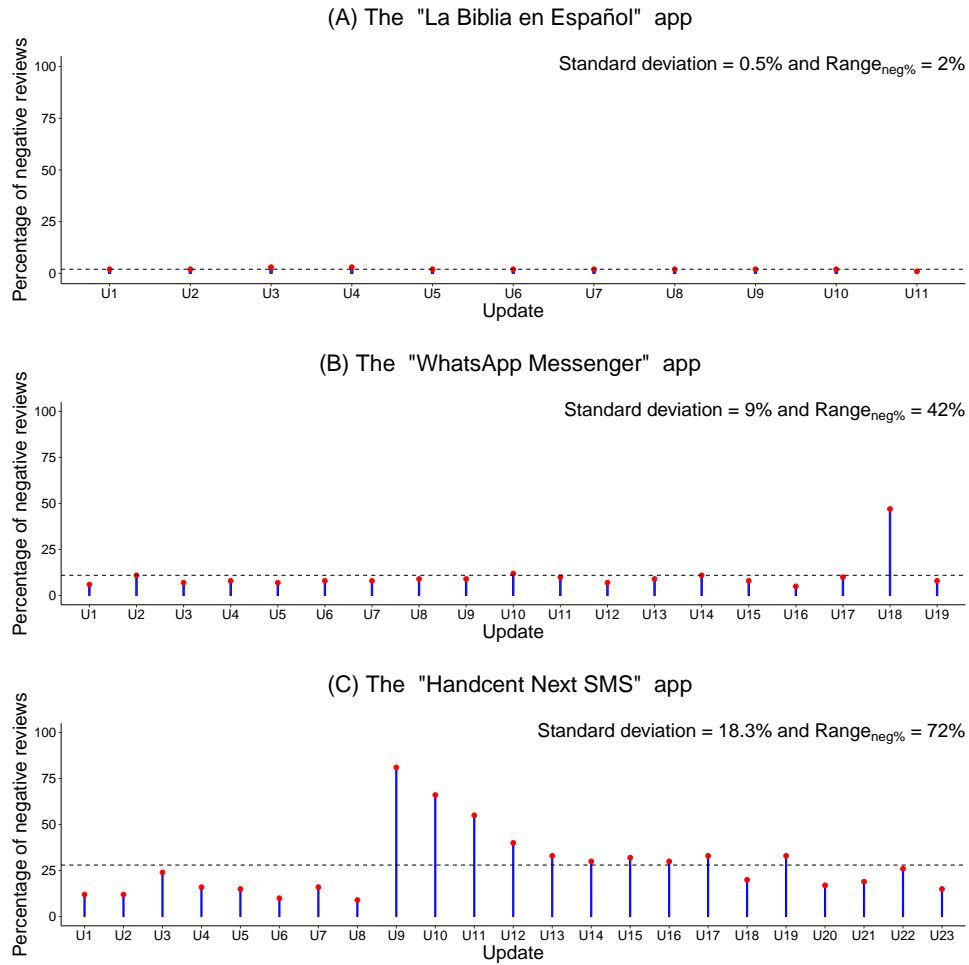 (A) The "La Biblia en Español" app
Standard deviation = 0.5% and Range_neg% = 2%
Percentage of negative reviews
100
75
50
25
0
U1 U2 U3 U4 U5 U6 U7 U8 U9 U10 U11
Update
(B) The "WhatsApp Messenger" app
Standard deviation = 9% and Range_neg% = 42%
Percentage of negative reviews
100
75
50
25
0
U1 U2 U3 U4 U5 U6 U7 U8 U9 U10 U11 U12 U13 U14 U15 U16 U17 U18 U19
Update
(C) The "Handcent Next SMS" app
Standard deviation = 18.3% and Range_neg% = 72%
Percentage of negative reviews
100
75
50
25
0
U1 U2 U3 U4 U5 U6 U7 U8 U9 U10 U11 U12 U13 U14 U15 U16 U17 U18 U19 U20 U21 U22 U23
Update